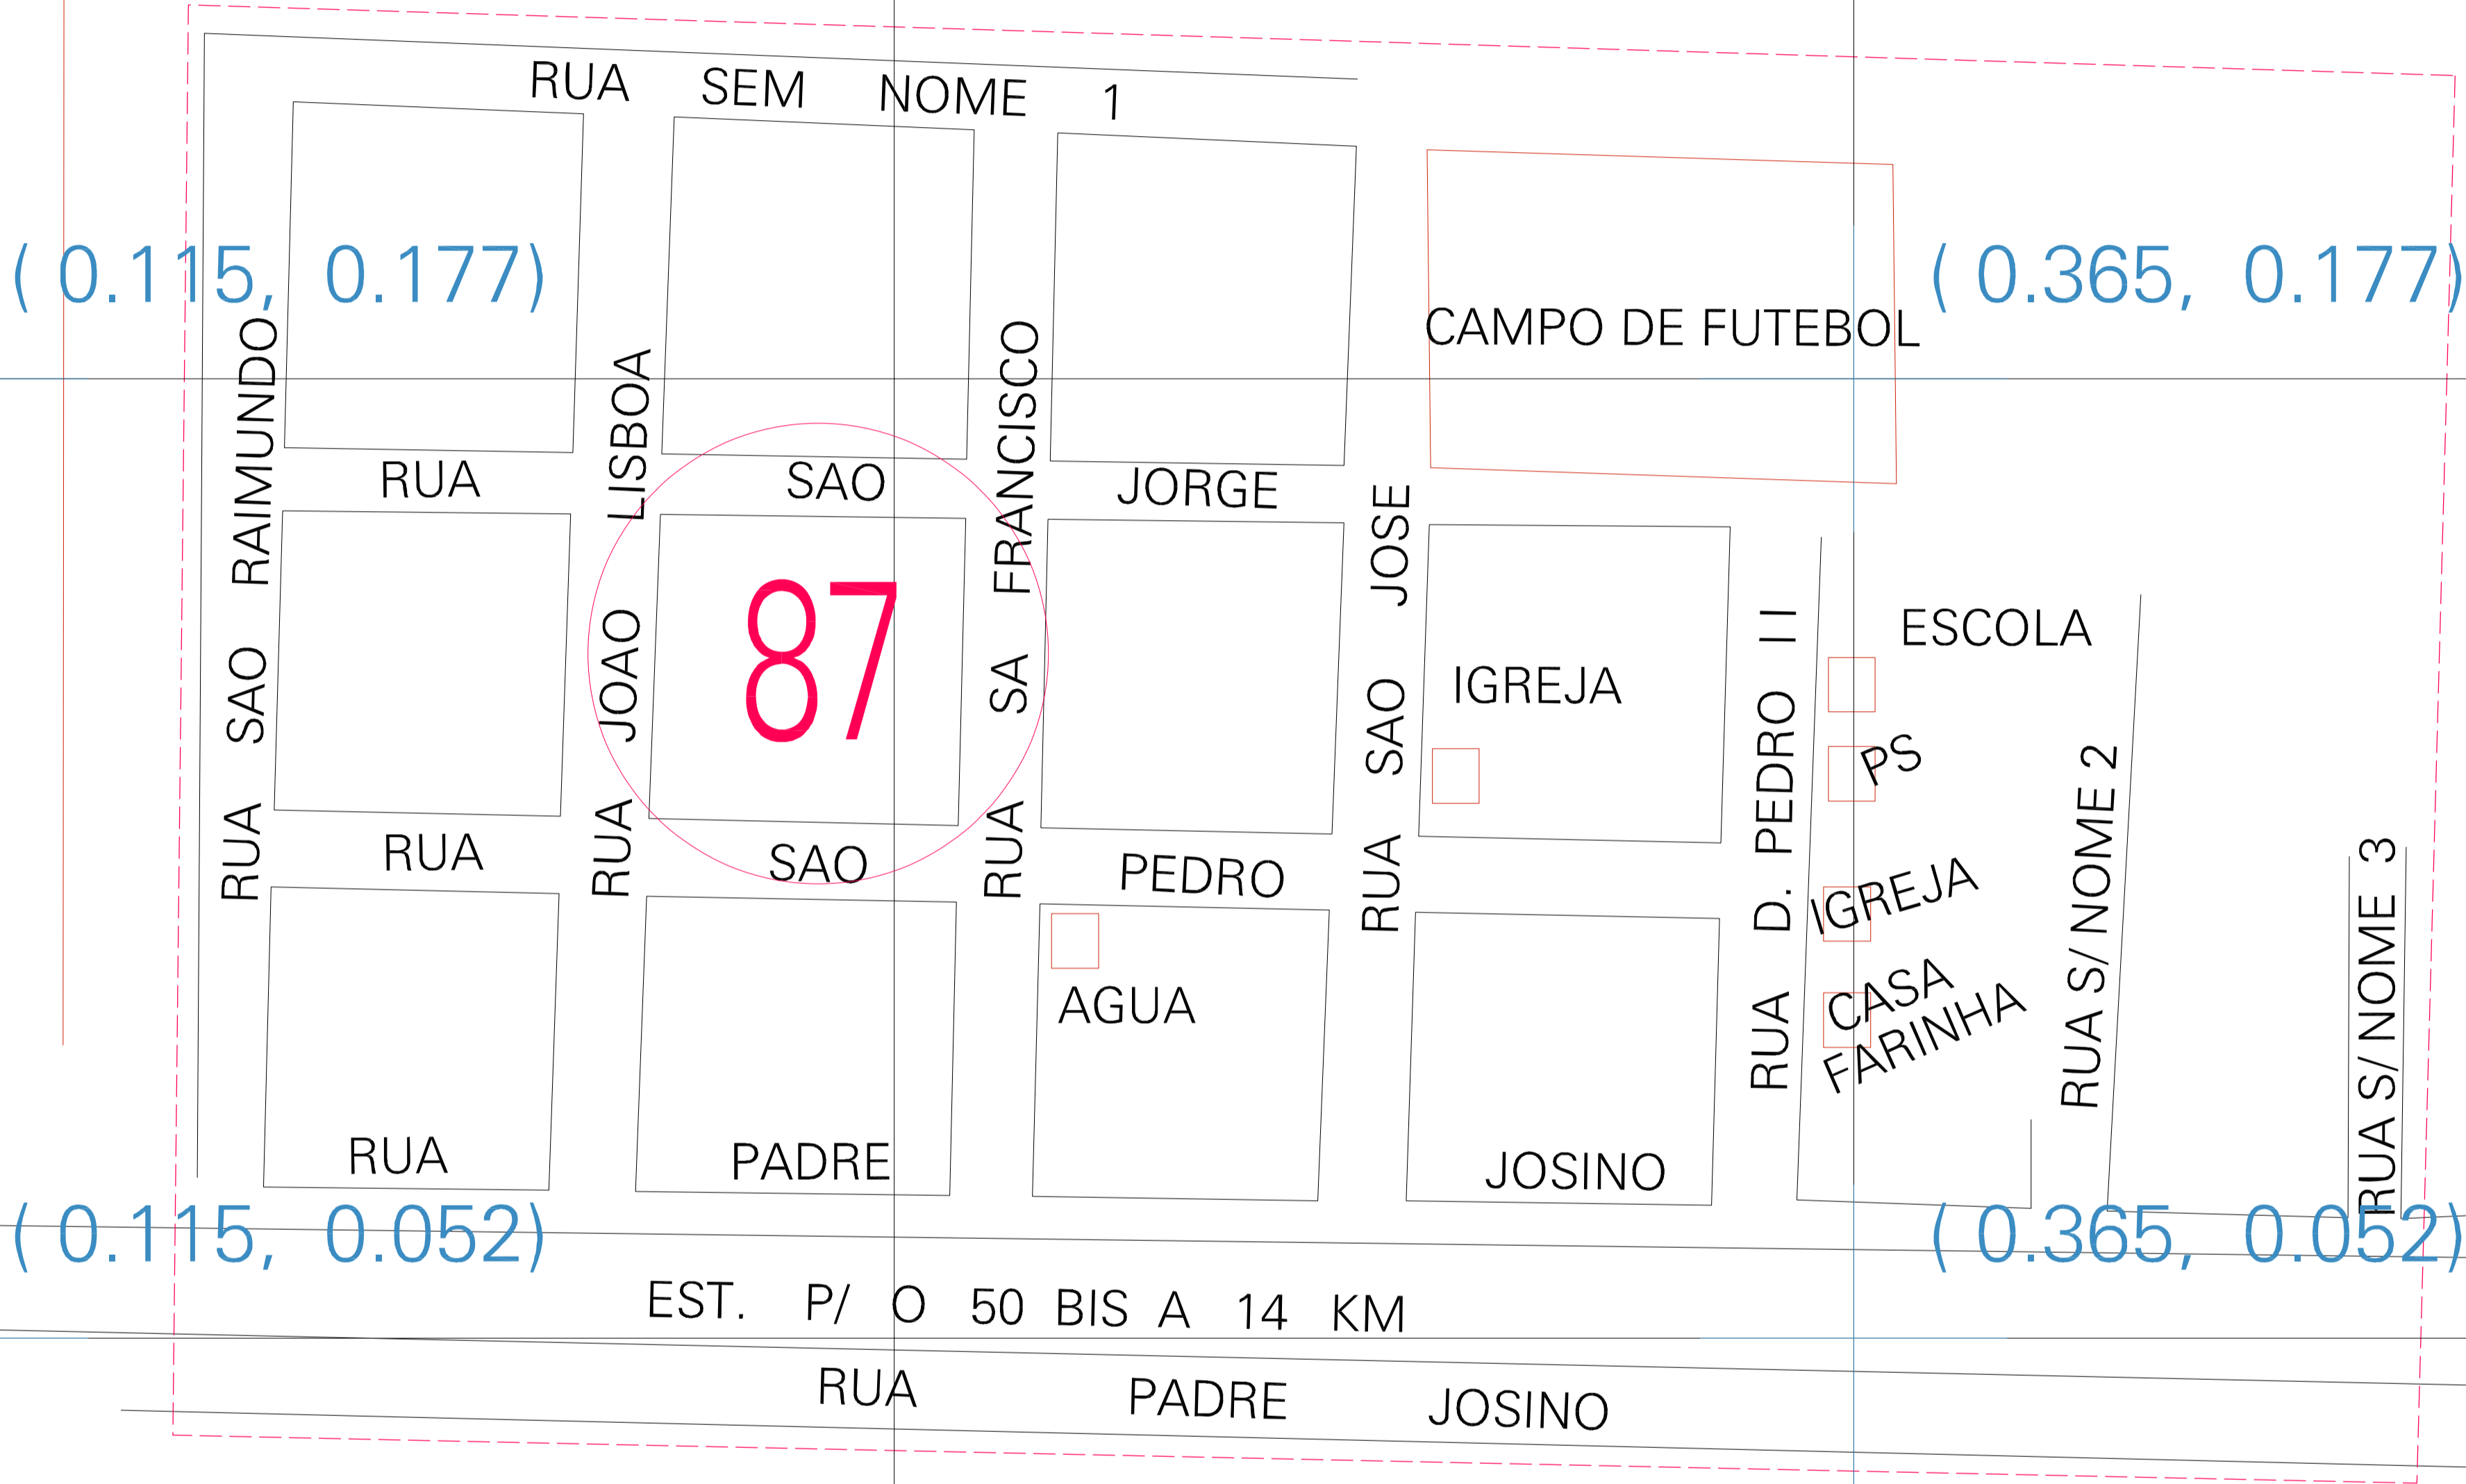 RUA SEM NOME 1
( 0.115, 0.177)
( 0.365, 0.177)
CAMPO DE FUTEBOL
RUA SAO RAIMUNDO
RUA JOAO LISBOA
RUA SA FRANCISCO
RUA SAO JOSE
RUA SAO JORGE
87
IGREJA
RUA D. PEDRO II
ESCOLA
PS
IGREJA
CASA
FARINHA
RUA S/ NOME 2
RUA S/ NOME 3
RUA SAO PEDRO
AGUA
RUA PADRE JOSINO
( 0.115, 0.052)
( 0.365, 0.052)
EST. P/ O 50 BIS A 14 KM
RUA PADRE JOSINO